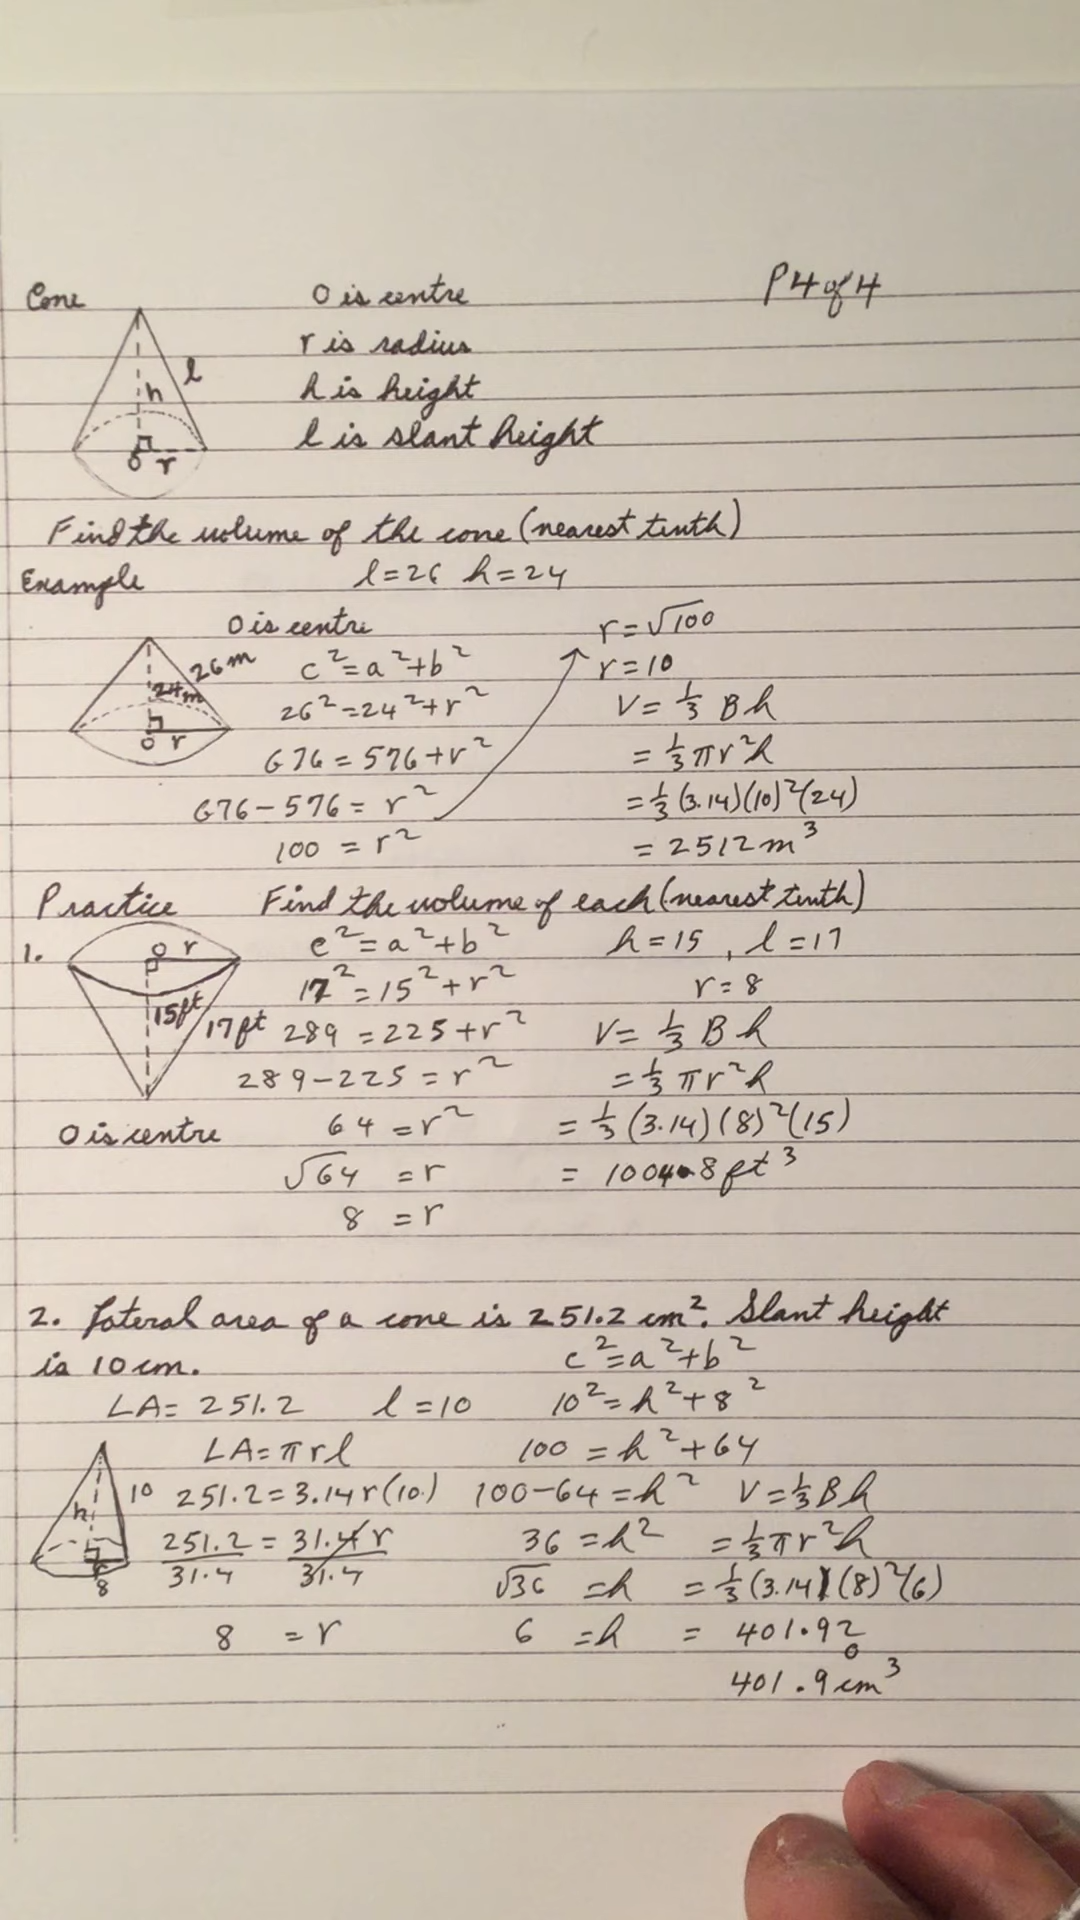 Cone
O is centre
P4 of 4
r is radius
h is height
l is slant height
l
h
O r
Find the volume of the cone (nearest tenth)
Example l=26 h=24
O is centre
26m
24m
O r
c²=a²+b²
26²=24²+r²
676=576+r²
676-576=r²
100=r²
r=√100
r=10
V=⅓Bh
=⅓πr²h
=⅓(3.14)(10)²(24)
=2512m³
Practice Find the volume of each (nearest tenth)
1.
O r
15ft
17ft
O is centre
c²=a²+b²
17²=15²+r²
289=225+r²
289-225=r²
64=r²
√64=r
8=r
h=15, l=17
r=8
V=⅓Bh
=⅓πr²h
=⅓(3.14)(8)²(15)
=1004.8ft³
2. Lateral area of a cone is 251.2 cm². Slant height
is 10cm.
LA=251.2 l=10
LA=πrl
h
10
r
8
251.2=3.14r(10)
251.2=31.4r
31.4 31.4
8=r
c²=a²+b²
10²=h²+8²
100=h²+64
100-64=h²
36=h²
√36=h
6=h
V=⅓Bh
=⅓πr²h
=⅓(3.14)(8)²(6)
=401.92
0
401.9cm³